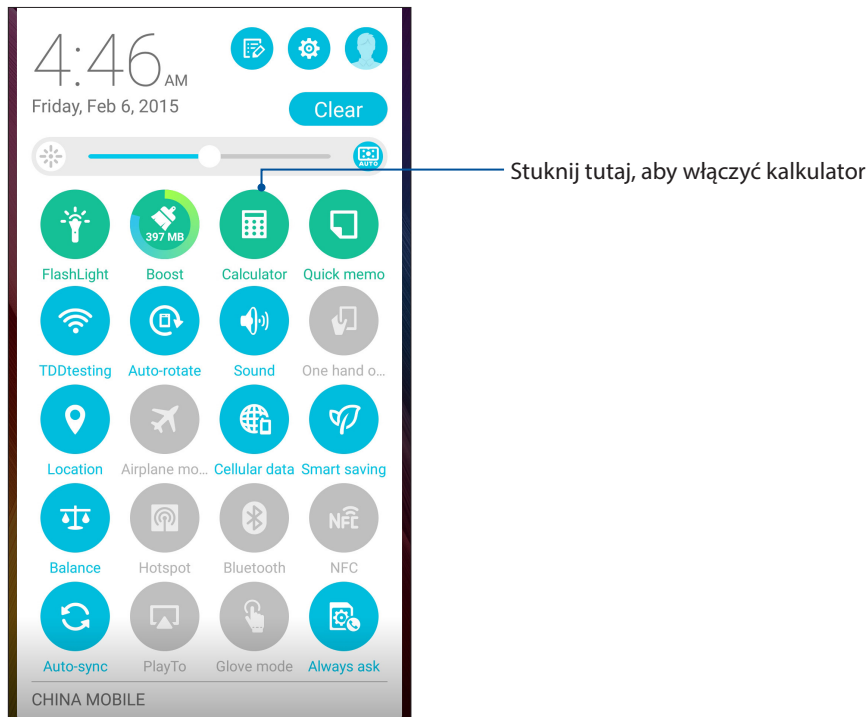 4:46 AM
Friday, Feb 6, 2015
Clear
AUTO
Stuknij tutaj, aby włączyć kalkulator
397 MB
FlashLight Boost Calculator Quick memo
TDDtesting Auto-rotate Sound One hand o...
Location Airplane mo... Cellular data Smart saving
NFC
Balance Hotspot Bluetooth NFC
Auto-sync PlayTo Glove mode Always ask
CHINA MOBILE